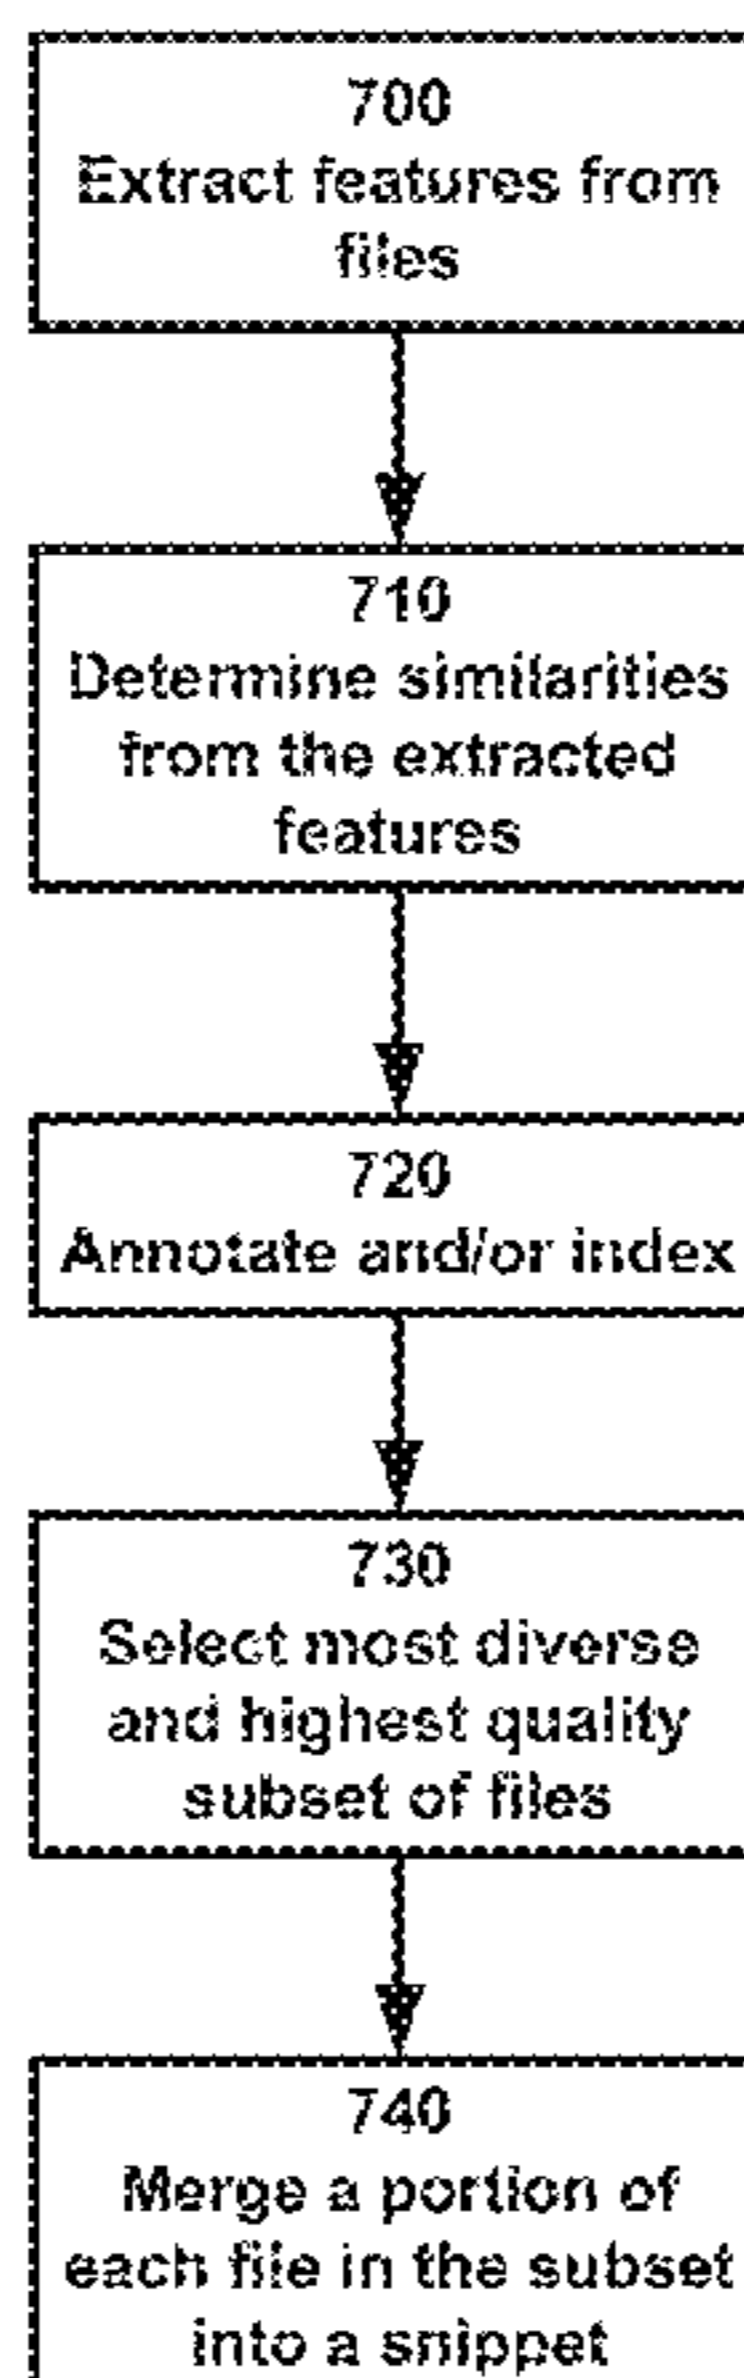 700
Extract features from
files
710
Determine similarities
from the extracted
features
720
Annotate and/or index
730
Select most diverse
and highest quality
subset of files
740
Merge a portion of
each file in the subset
into a snippet